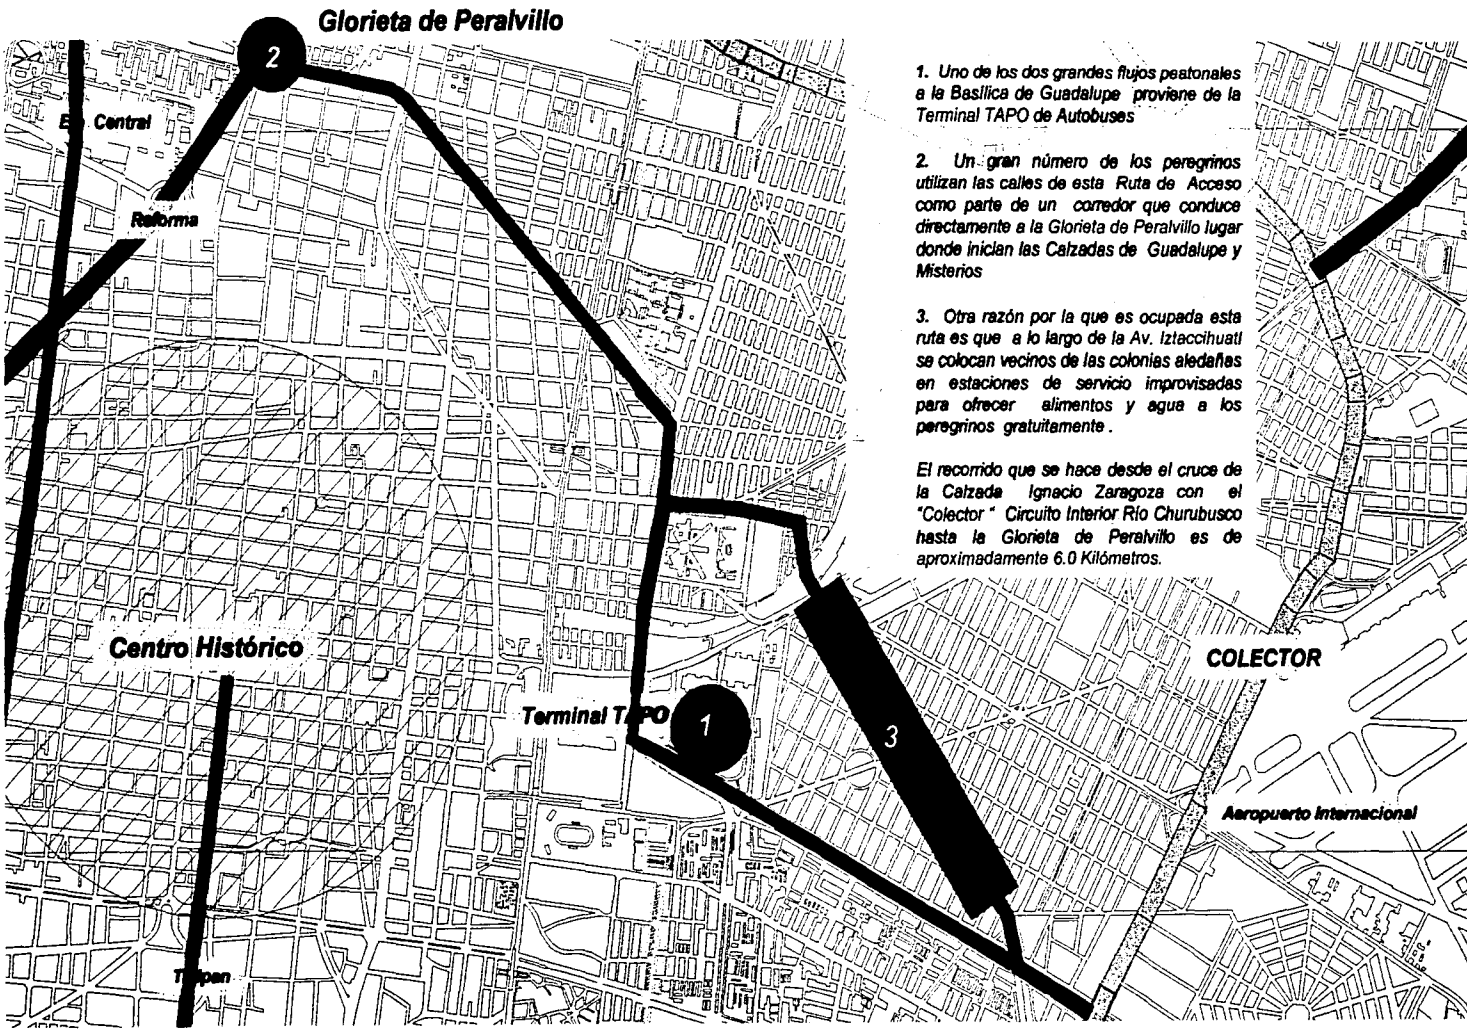 Glorieta de Peralvillo
2
Eje Central
Reforma
1. Uno de los dos grandes flujos peatonales
a la Basílica de Guadalupe proviene de la
Terminal TAPO de Autobuses
2. Un gran número de los peregrinos
utilizan las calles de esta Ruta de Acceso
como parte de un corredor que conduce
directamente a la Glorieta de Peralvillo lugar
donde inician las Calzadas de Guadalupe y
Misterios
3. Otra razón por la que es ocupada esta
ruta es que a lo largo de la Av. Iztaccihuatl
se colocan vecinos de las colonias aledañas
en estaciones de servicio improvisadas
para ofrecer alimentos y agua a los
peregrinos gratuitamente.
El recorrido que se hace desde el cruce de
la Calzada Ignacio Zaragoza con el
"Colector" Circuito Interior Río Churubusco
hasta la Glorieta de Peralvillo es de
aproximadamente 6.0 Kilómetros.
Centro Histórico
COLECTOR
Terminal TAPO
1
3
Aeropuerto Internacional
Tlalpan